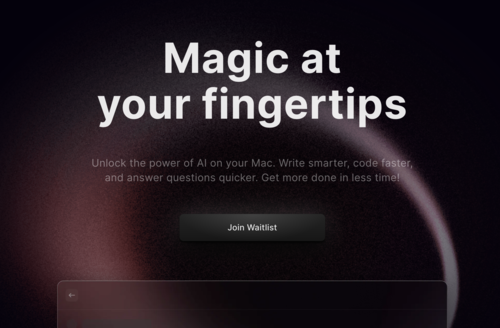 Magic at
your fingertips
Unlock the power of AI on your Mac. Write smarter, code faster,
and answer questions quicker. Get more done in less time!
Join Waitlist